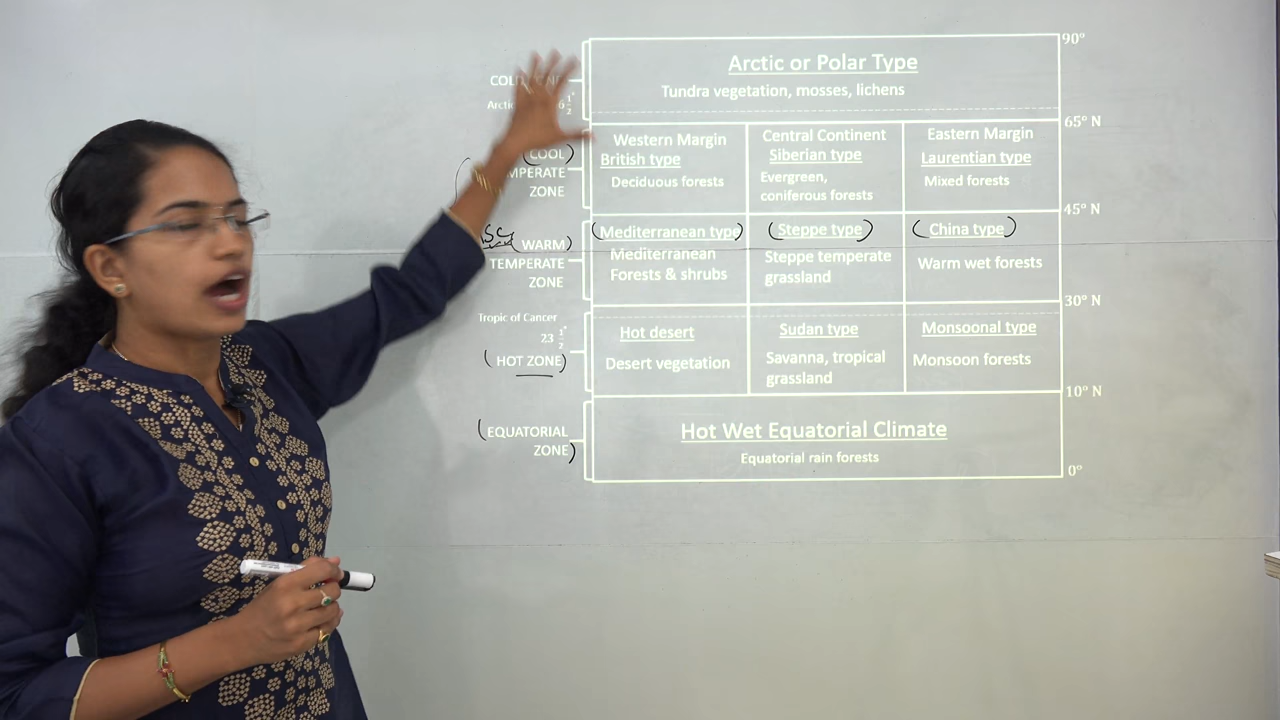 Arctic or Polar Type
Tundra vegetation, mosses, lichens
90°
65° N
Western Margin
British type
Deciduous forests
Central Continent
Siberian type
Evergreen,
coniferous forests
Eastern Margin
Laurentian type
Mixed forests
(COOL)
ZONE
45° N
(WARM)
TEMPERATE
ZONE
(Mediterranean type)
Mediterranean
Forests & shrubs
(Steppe type)
Steppe temperate
grassland
(China type)
Warm wet forests
30° N
Tropic of Cancer
23 1/2°
(HOT ZONE)
Hot desert
Desert vegetation
Sudan type
Savanna, tropical
grassland
Monsoonal type
Monsoon forests
10° N
(EQUATORIAL
ZONE)
Hot Wet Equatorial Climate
Equatorial rain forests
0°